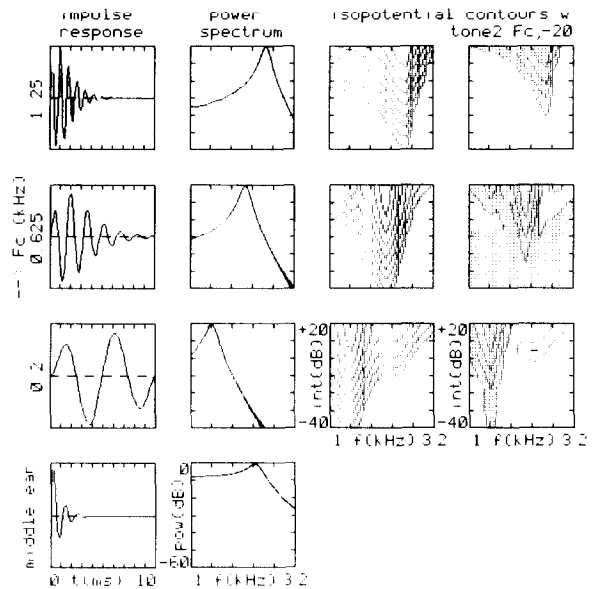 impulse response
power spectrum
isopotential contours w
tone2 Fc,-20
1 25
Fc (kHz)
0.625
0 2
+20
int(dB)
-40
+20
int(dB)
-40
1 f(kHz) 3 2
1 f(kHz) 3 2
middle ear
0
pow(dB)
-60
0 t(ms) 10
1 f(kHz) 3 2